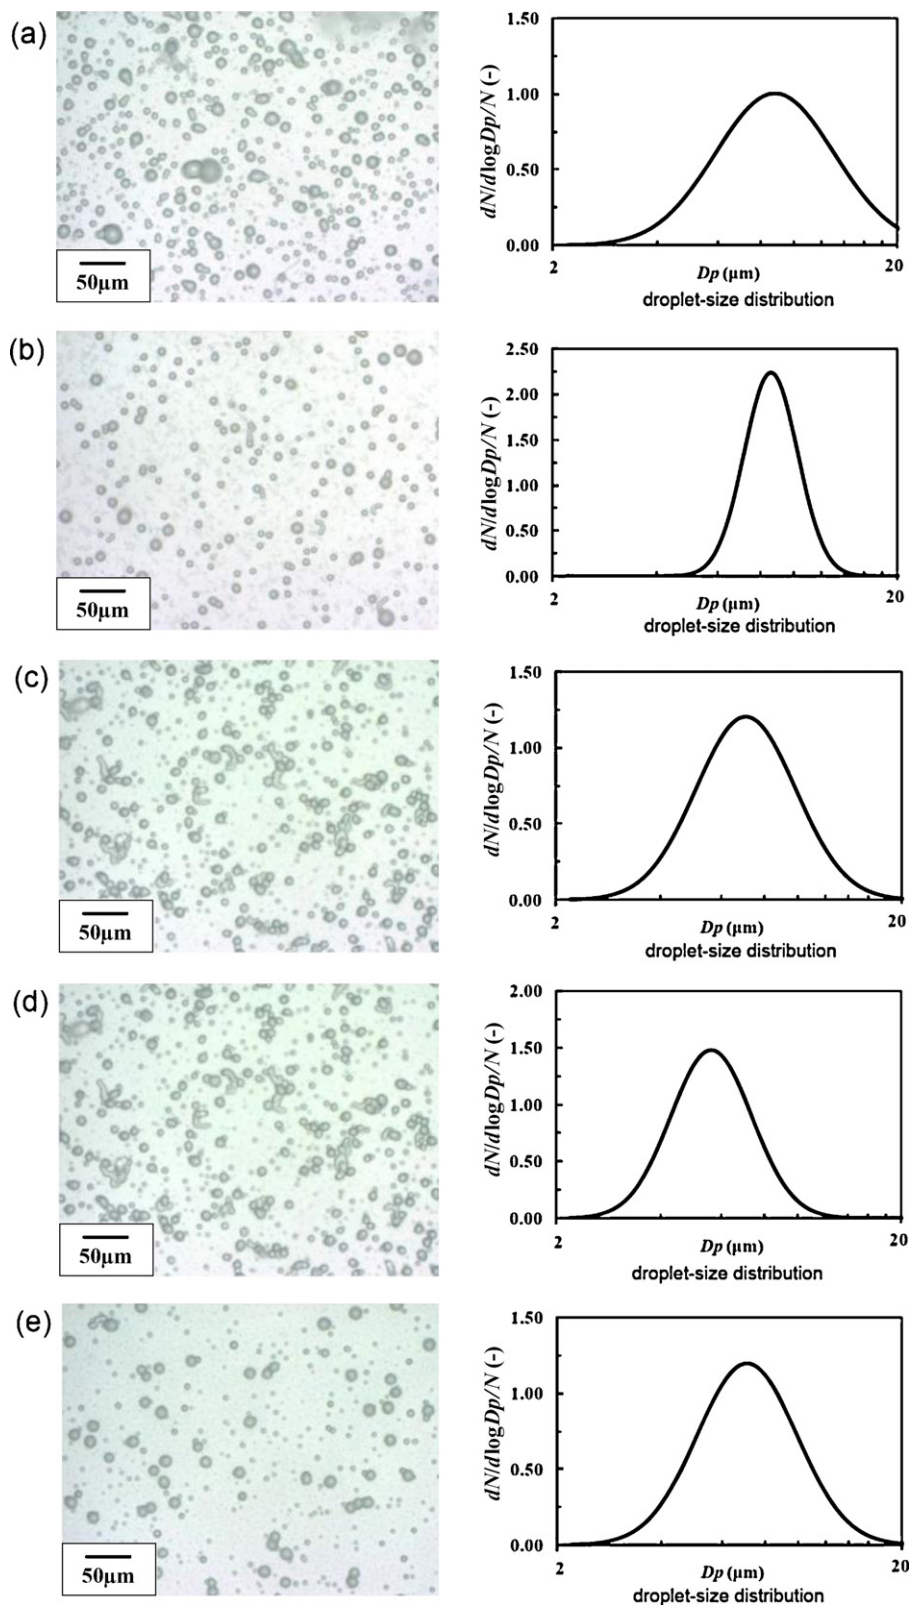 (a)
50µm
1.50
1.00
0.50
0.00
dN/dlogDp/N (-)
2
20
Dp (µm)
droplet-size distribution
(b)
50µm
2.50
2.00
1.50
1.00
0.50
0.00
dN/dlogDp/N (-)
2
20
Dp (µm)
droplet-size distribution
(c)
50µm
1.50
1.00
0.50
0.00
dN/dlogDp/N (-)
2
20
Dp (µm)
droplet-size distribution
(d)
50µm
2.00
1.50
1.00
0.50
0.00
dN/dlogDp/N (-)
2
20
Dp (µm)
droplet-size distribution
(e)
50µm
1.50
1.00
0.50
0.00
dN/dlogDp/N (-)
2
20
Dp (µm)
droplet-size distribution